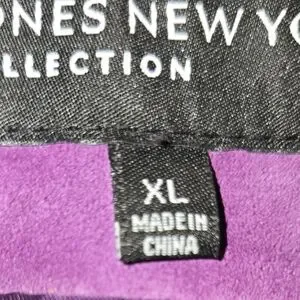 ONES NEW YO
LLECTION
XL
MADE IN
CHINA